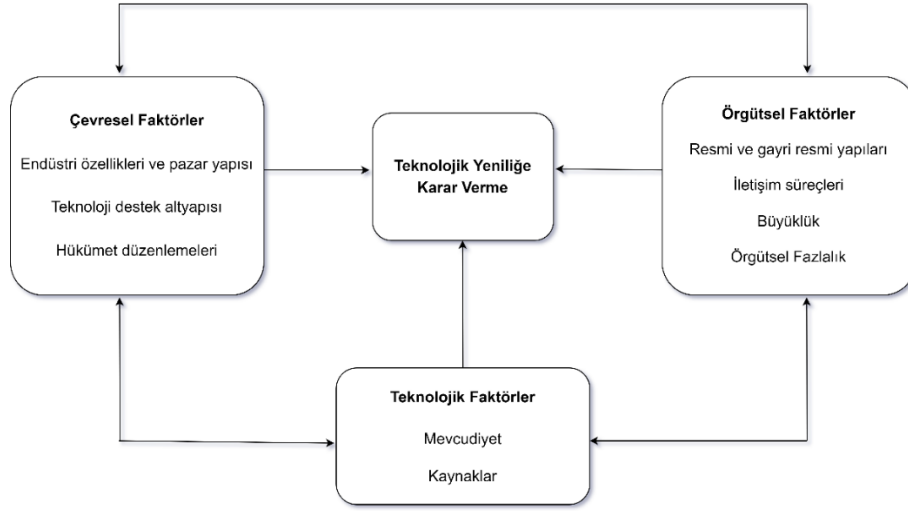 Çevresel Faktörler
Endüstri özellikleri ve pazar yapısı
Teknoloji destek altyapısı
Hükümet düzenlemeleri
Teknolojik Yeniliğe
Karar Verme
Örgütsel Faktörler
Resmi ve gayri resmi yapıları
İletişim süreçleri
Büyüklük
Örgütsel Fazlalık
Teknolojik Faktörler
Mevcudiyet
Kaynaklar